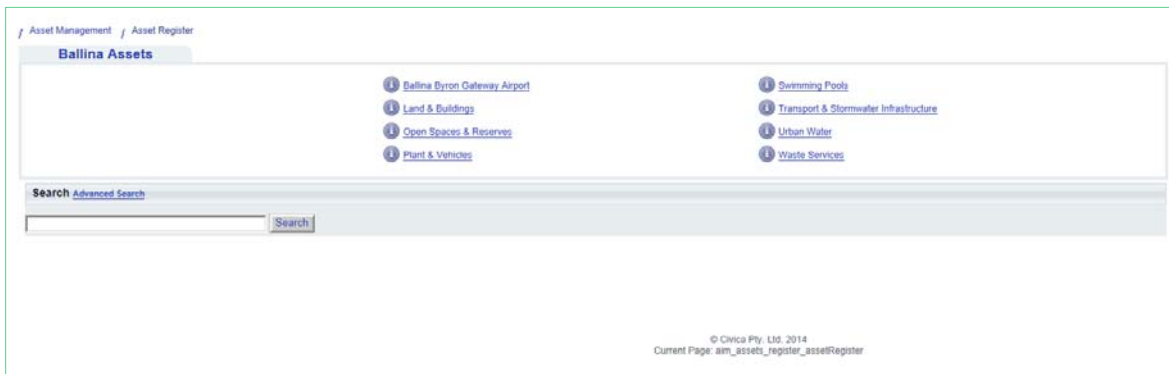 / Asset Management / Asset Register
Ballina Assets
Ballina Byron Gateway Airport
Swimming Pools
Land & Buildings
Transport & Stormwater Infrastructure
Open Spaces & Reserves
Urban Water
Plant & Vehicles
Waste Services
Search Advanced Search
Search
© Civica Pty. Ltd. 2014
Current Page: aim_assets_register_assetRegister